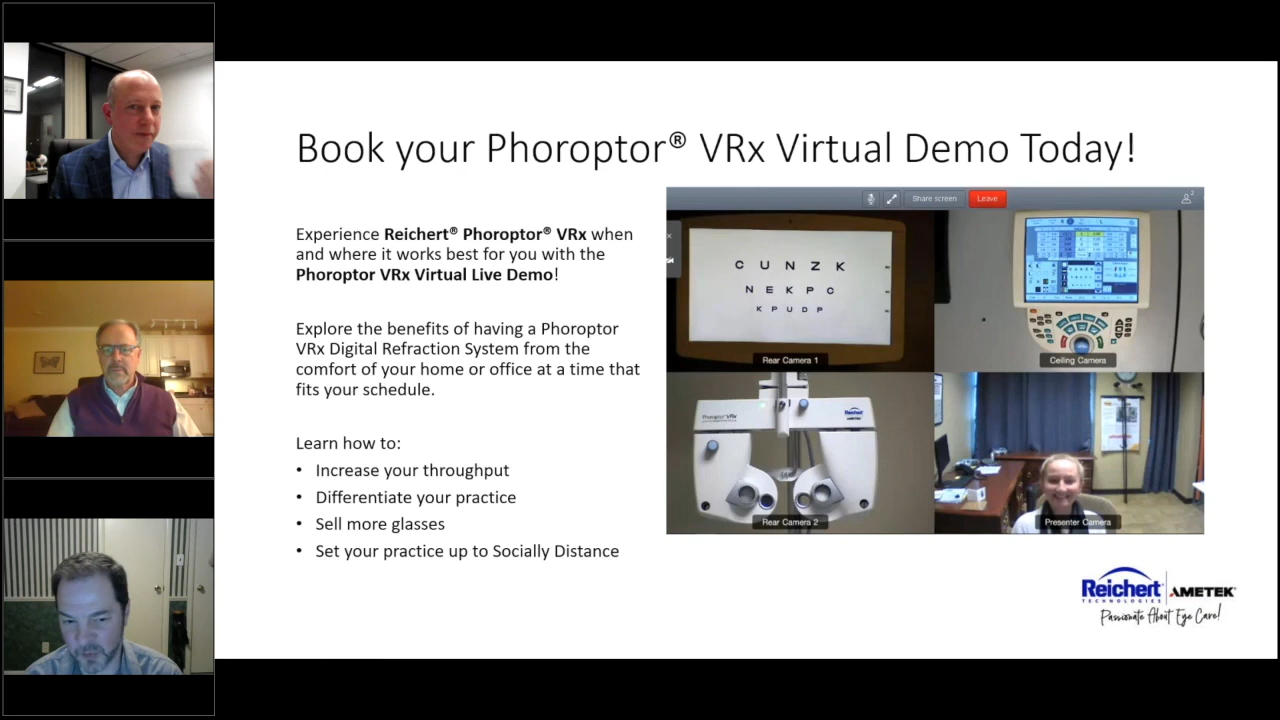 Book your Phoroptor® VRx Virtual Demo Today!
Experience Reichert® Phoroptor® VRx when
and where it works best for you with the
Phoroptor VRx Virtual Live Demo!
Explore the benefits of having a Phoroptor
VRx Digital Refraction System from the
comfort of your home or office at a time that
fits your schedule.
Learn how to:
• Increase your throughput
• Differentiate your practice
• Sell more glasses
• Set your practice up to Socially Distance
Share screen
Leave
2
C U N Z K
N E K P C
K P U D P
Rear Camera 1
Ceiling Camera
Phoroptor VRx
Reichert
Rear Camera 2
Presenter Camera
Reichert
TECHNOLOGIES
AMETEK®
Passionate About Eye Care!